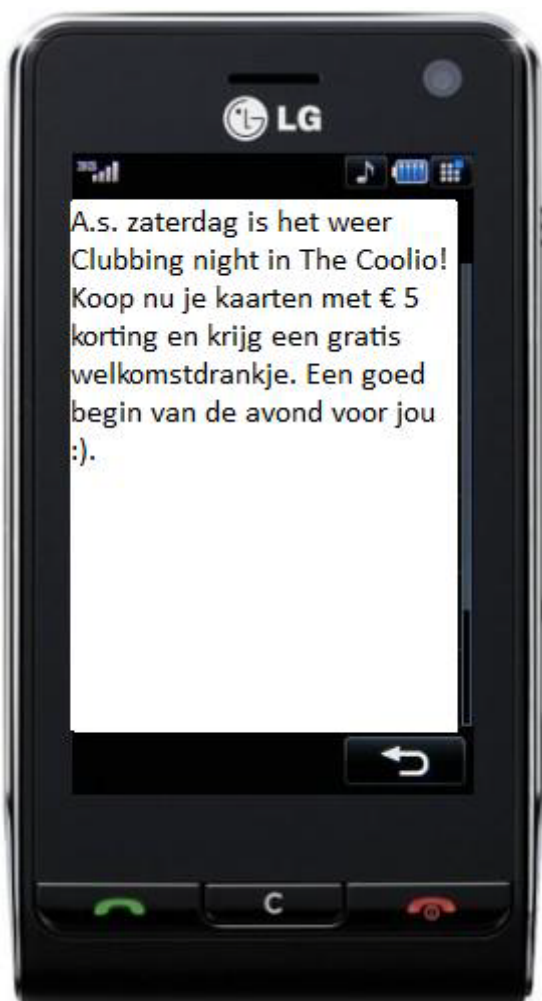 LG
3G
A.s. zaterdag is het weer
Clubbing night in The Coolio!
Koop nu je kaarten met € 5
korting en krijg een gratis
welkomstdrankje. Een goed
begin van de avond voor jou
:).
C